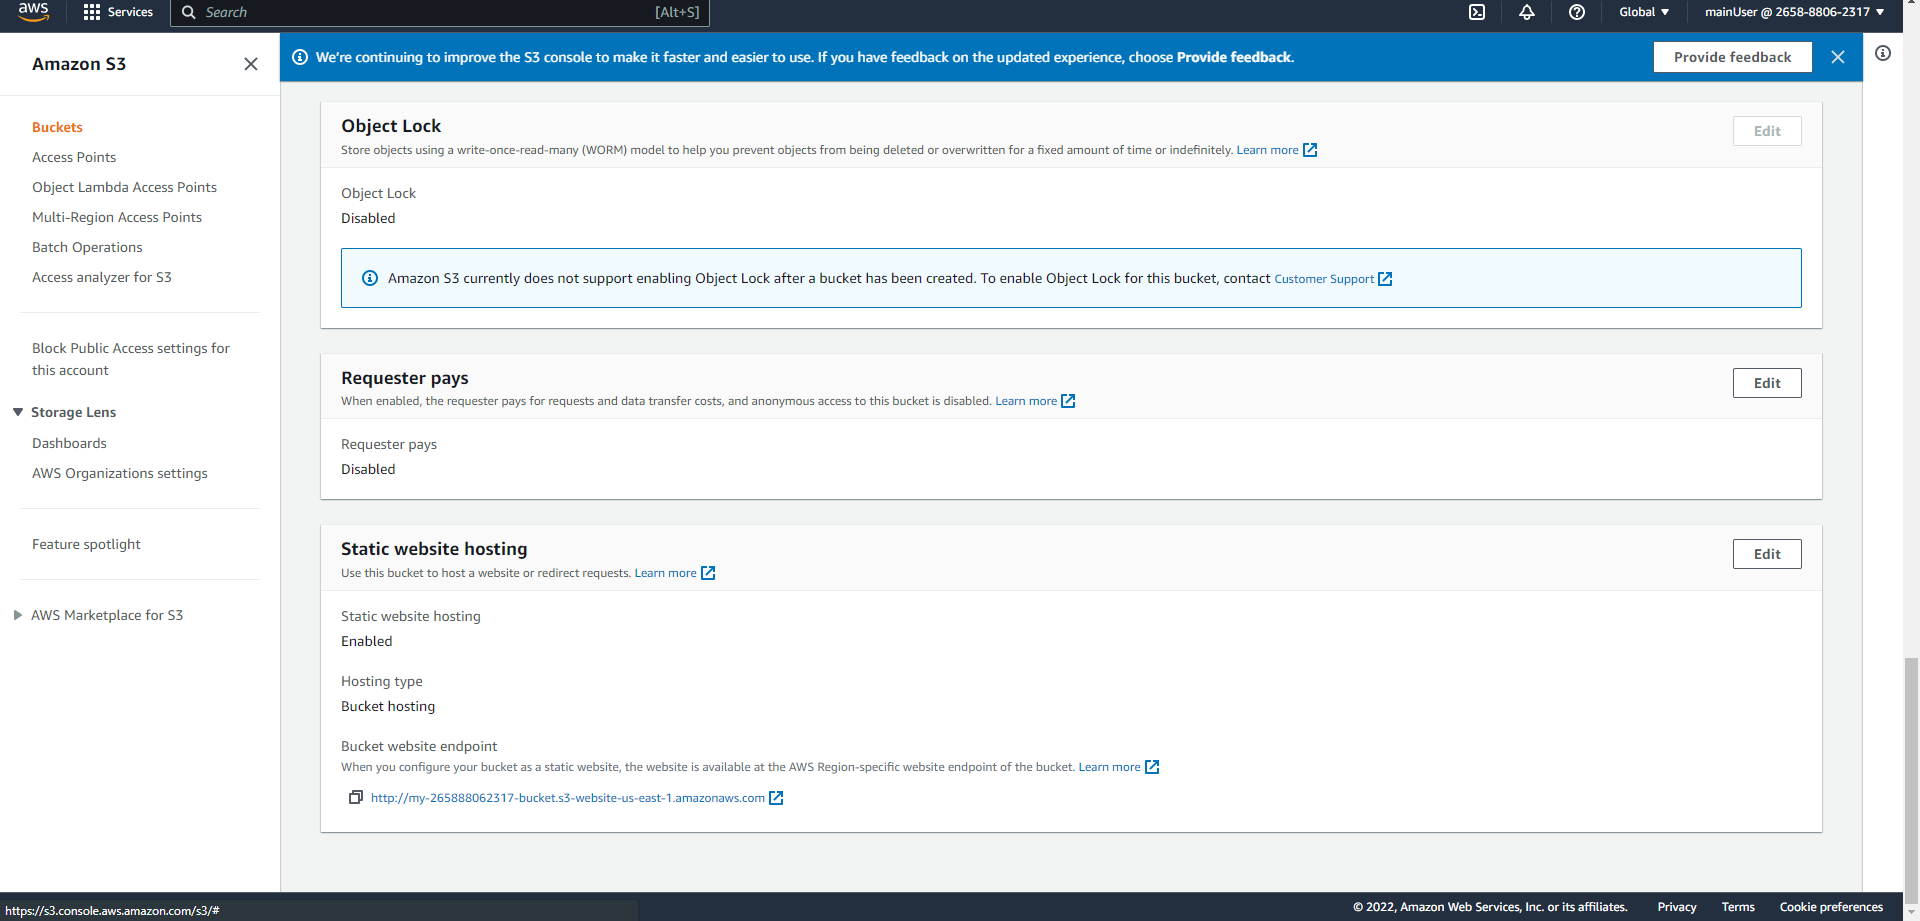 aws
Services
Search
[Alt+S]
Global
mainUser @ 2658-8806-2317
Amazon S3
We're continuing to improve the S3 console to make it faster and easier to use. If you have feedback on the updated experience, choose Provide feedback.
Provide feedback
Buckets
Access Points
Object Lambda Access Points
Multi-Region Access Points
Batch Operations
Access analyzer for S3
Block Public Access settings for
this account
Storage Lens
Dashboards
AWS Organizations settings
Feature spotlight
AWS Marketplace for S3
Object Lock
Edit
Store objects using a write-once-read-many (WORM) model to help you prevent objects from being deleted or overwritten for a fixed amount of time or indefinitely. Learn more
Object Lock
Disabled
Amazon S3 currently does not support enabling Object Lock after a bucket has been created. To enable Object Lock for this bucket, contact Customer Support
Requester pays
Edit
When enabled, the requester pays for requests and data transfer costs, and anonymous access to this bucket is disabled. Learn more
Requester pays
Disabled
Static website hosting
Edit
Use this bucket to host a website or redirect requests. Learn more
Static website hosting
Enabled
Hosting type
Bucket hosting
Bucket website endpoint
When you configure your bucket as a static website, the website is available at the AWS Region-specific website endpoint of the bucket. Learn more
http://my-265888062317-bucket.s3-website-us-east-1.amazonaws.com
https://s3.console.aws.amazon.com/s3/#
© 2022, Amazon Web Services, Inc. or its affiliates.
Privacy
Terms
Cookie preferences